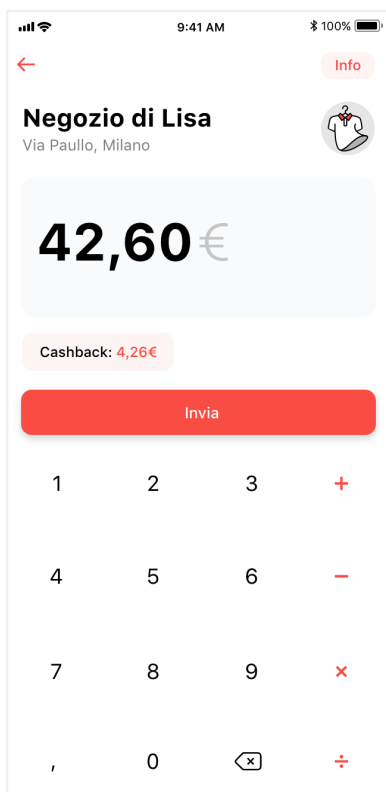 9:41 AM 100%
Info
Negozio di Lisa
Via Paullo, Milano
42,60€
Cashback: 4,26€
Invia
1 2 3 +
4 5 6 −
7 8 9 ×
, 0 ÷